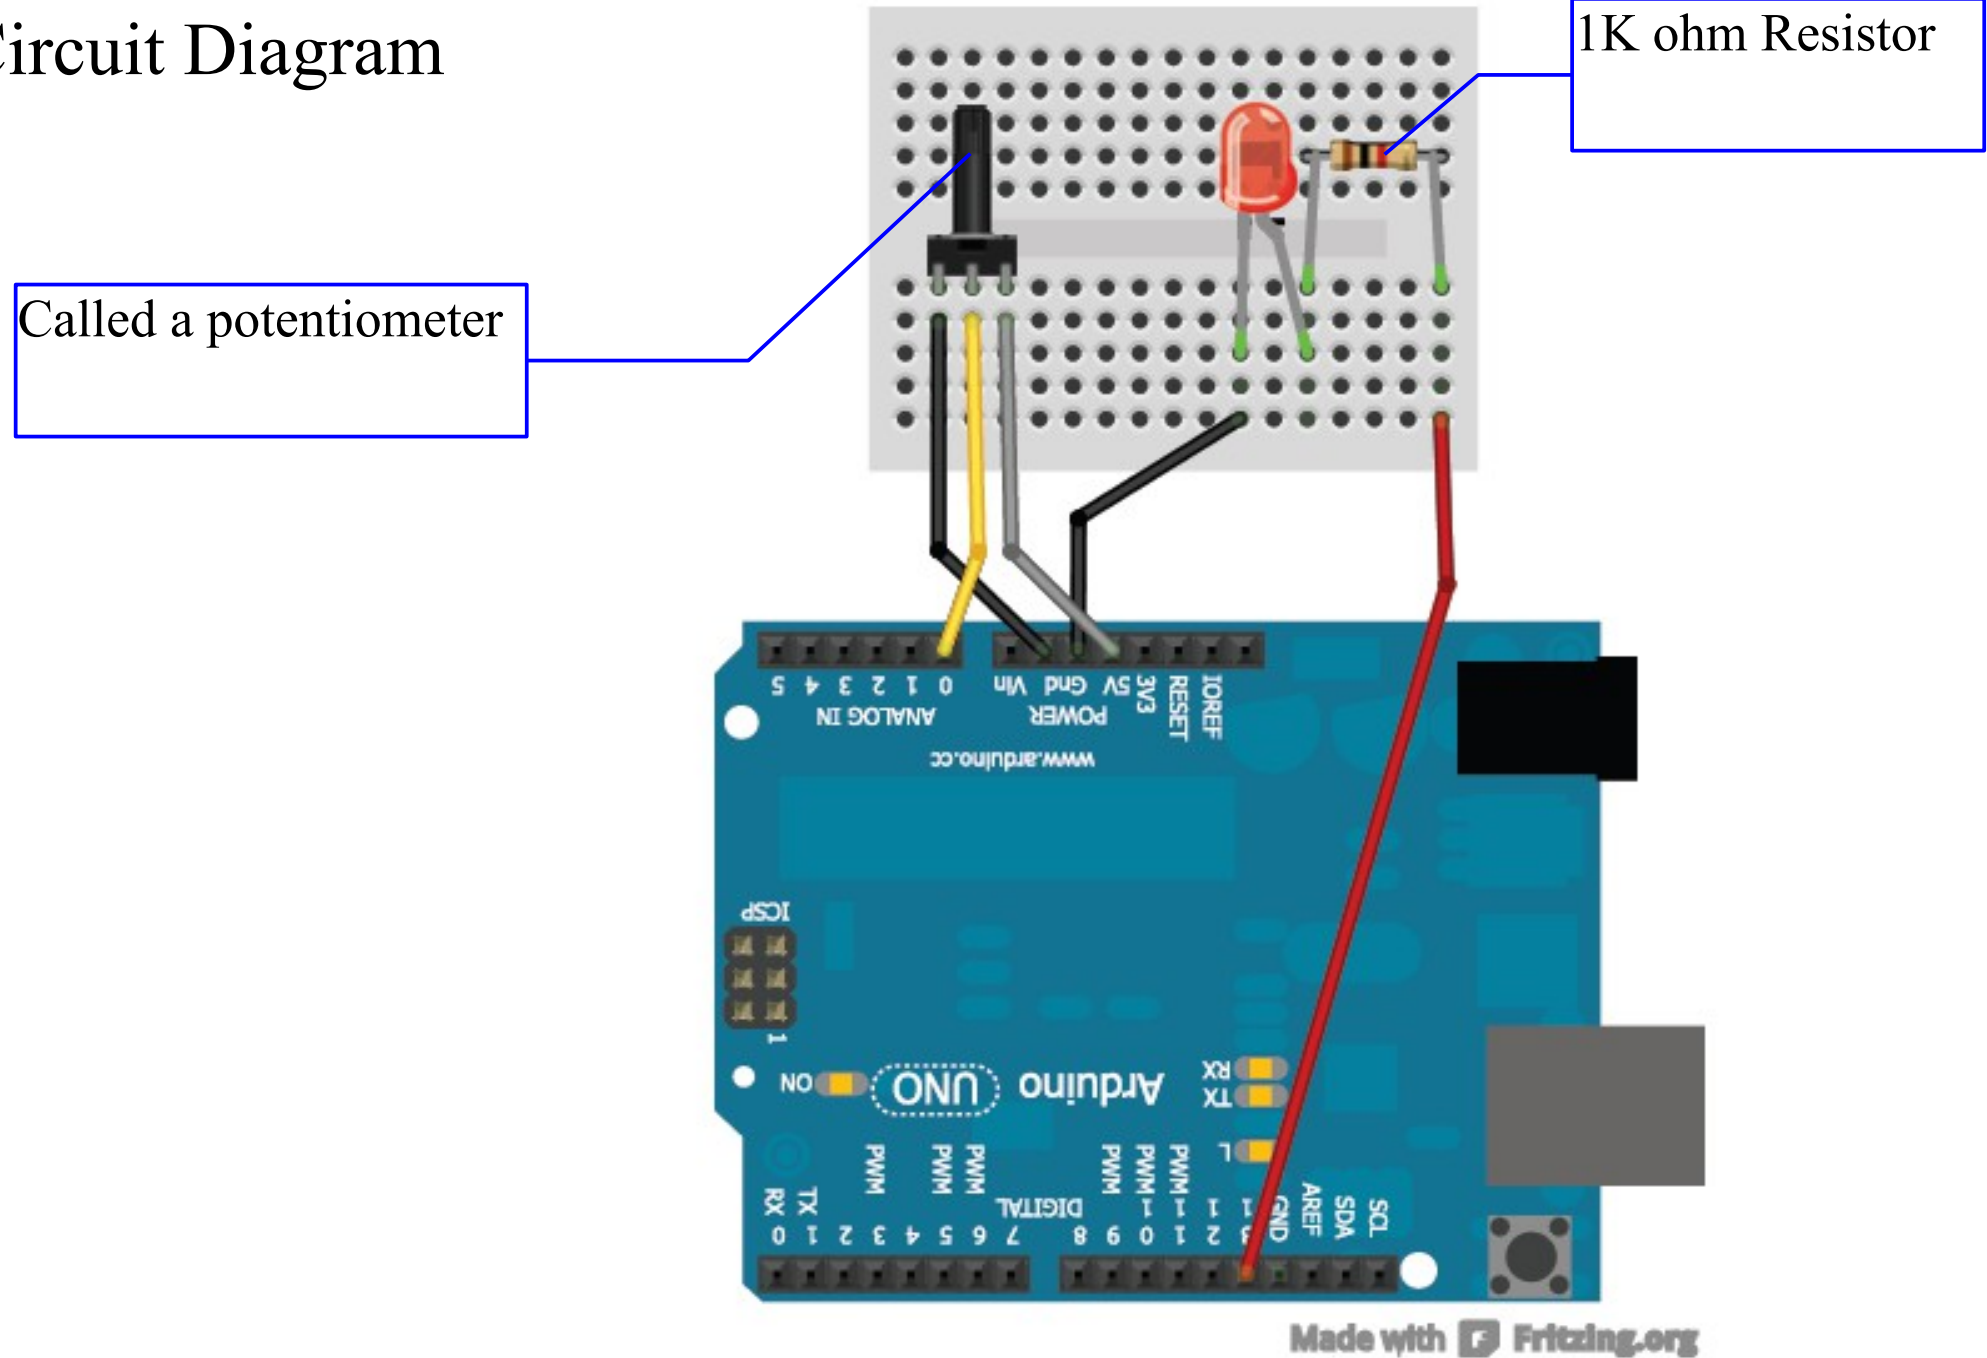 ircuit Diagram
1K ohm Resistor
Called a potentiometer
5 4 3 2 1 0
ANALOG IN
Vin Gnd 5V 3V3 RESET IOREF
POWER
www.arduino.cc
ICSP
1
ON
UNO
Arduino
RX
TX
L
PWM PWM PWM PWM PWM PWM
RX TX
DIGITAL
GND AREF SDA SCL
0 1 2 3 4 5 6 7 8 9 10 11 12 13
Made with Fritzing.org